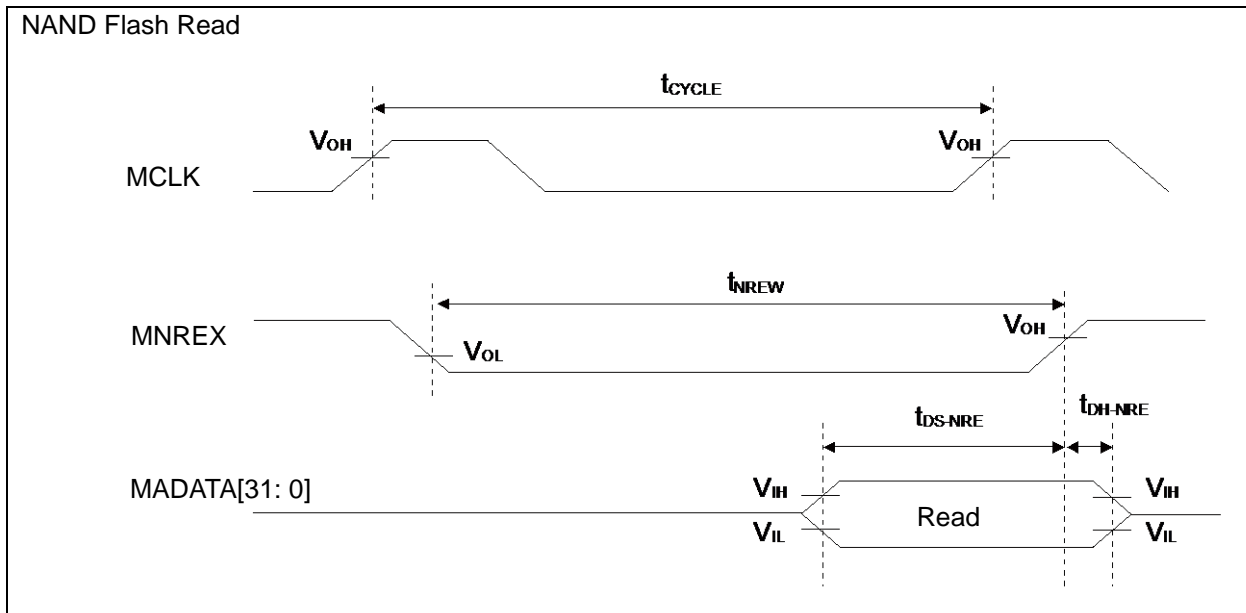 NAND Flash Read
tCYCLE
VOH
VOH
MCLK
tNREW
MNREX
VOH
VOL
tDS-NRE
tDH-NRE
MADATA[31: 0]
VIH
VIH
Read
VIL
VIL